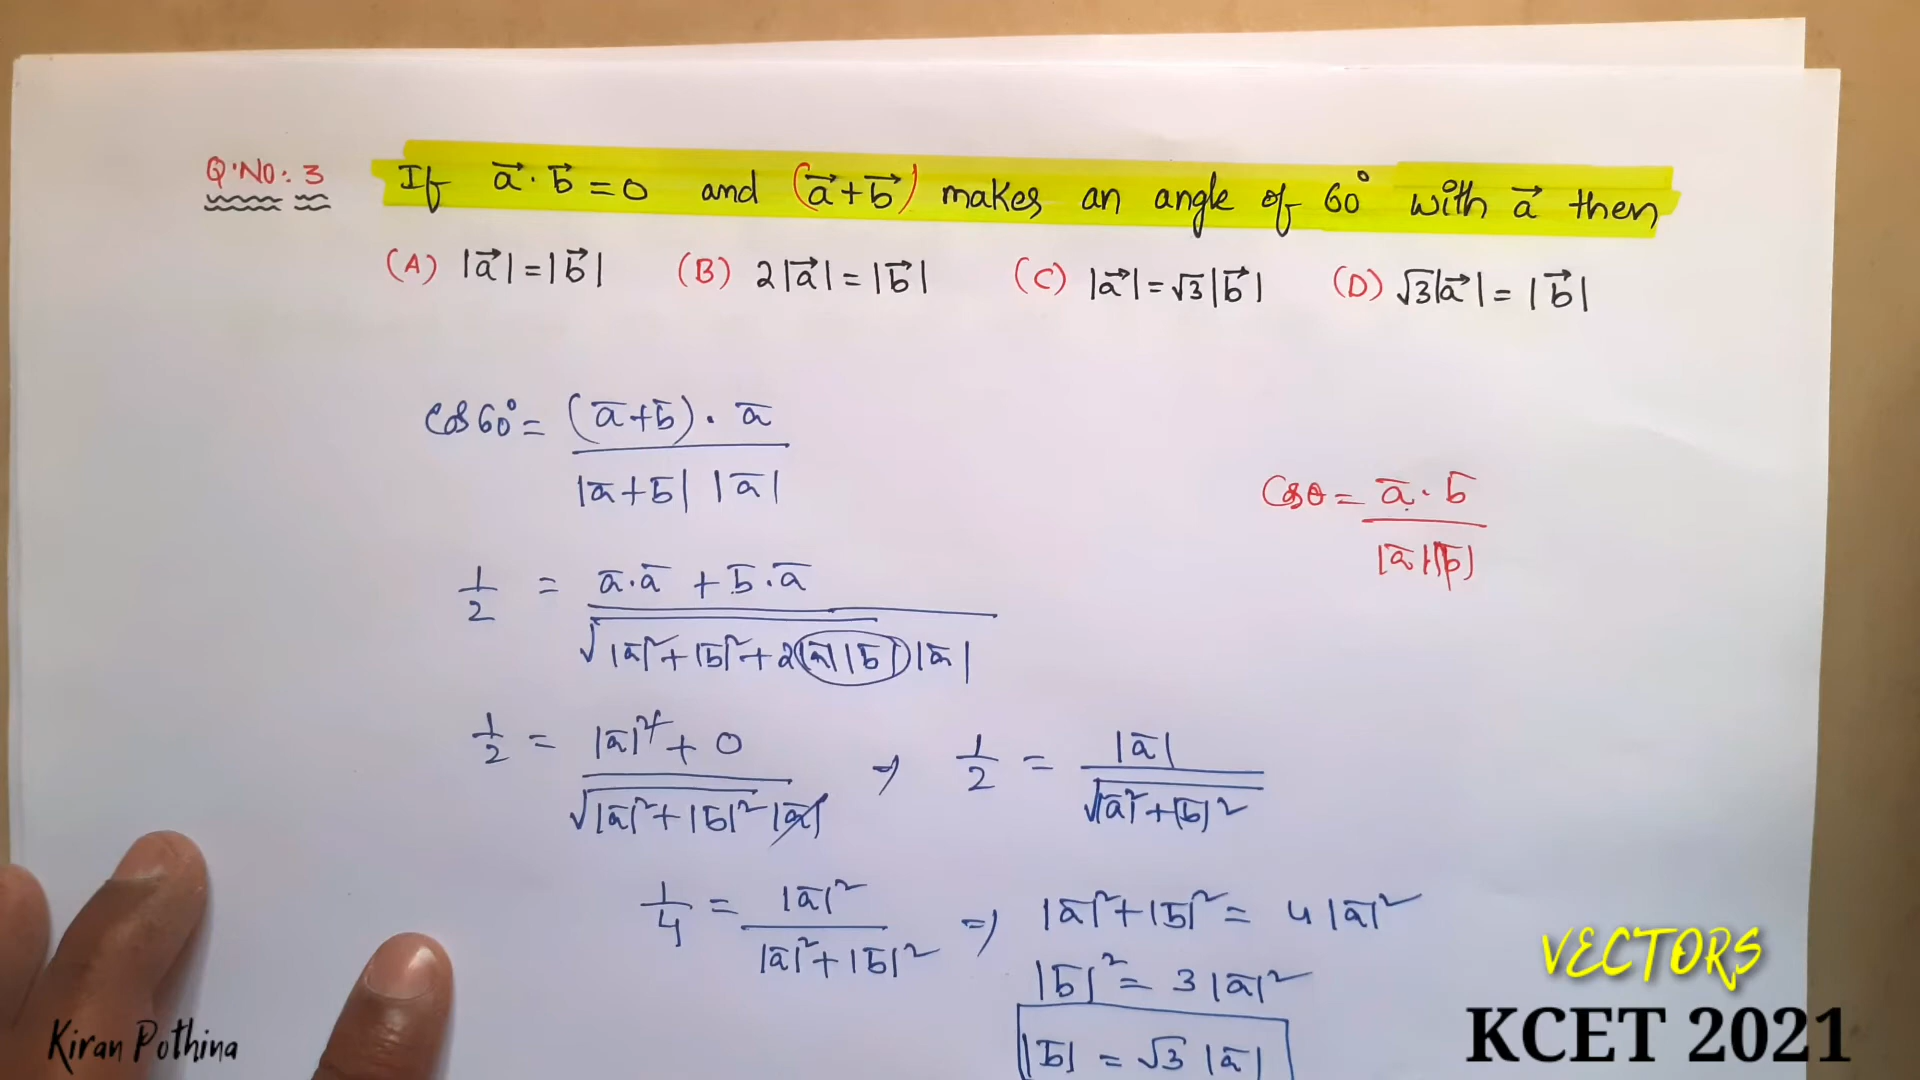 Q.NO: 3 If a⃗·b⃗ = 0 and (a⃗+b⃗) makes an angle of 60° with a⃗ then
(A) |a⃗|=|b⃗| (B) 2|a⃗|=|b⃗| (C) |a⃗|=√3|b⃗| (D) √3|a⃗|=|b⃗|
Cos60° = (a̅+b̅)·a̅ / |a̅+b̅| |a̅|
Cosθ = a̅·b̅ / |a̅||b̅|
1/2 = a̅·a̅ + b̅·a̅ / √|a̅|²+|b̅|²+2|a̅||b̅| |a̅|
1/2 = |a̅|²+0 / √|a̅|²+|b̅|² |a̅| ⇒ 1/2 = |a̅| / √|a̅|²+|b̅|²
1/4 = |a̅|² / |a̅|²+|b̅|² ⇒ |a̅|²+|b̅|² = 4|a̅|²
|b̅|² = 3|a̅|²
|b̅| = √3 |a̅|
VECTORS
KCET 2021
Kiran Pothina